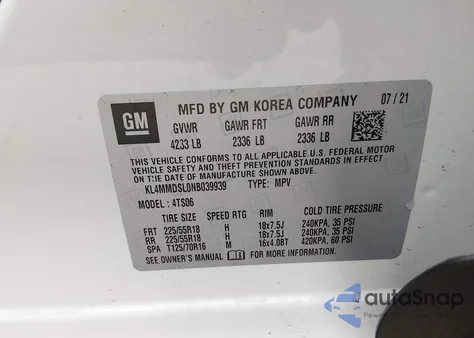 GM
MFD BY GM KOREA COMPANY 07/21
GVWR GAWR FRT GAWR RR
4233 LB 2336 LB 2336 LB
THIS VEHICLE CONFORMS TO ALL APPLICABLE U.S. FEDERAL MOTOR
VEHICLE SAFETY AND THEFT PREVENTION STANDARDS IN EFFECT
ON THE DATE OF MANUFACTURE SHOWN ABOVE.
KL4MMDSL0NB039939 TYPE: MPV
MODEL: 4TS06
TIRE SIZE SPEED RTG RIM COLD TIRE PRESSURE
FRT 225/55R18 H 18x7.5J 240KPA, 35 PSI
RR 225/55R18 H 18x7.5J 240KPA, 35 PSI
SP T125/70R16 M 16x4.0BT 420KPA, 60 PSI
SEE OWNER'S MANUAL FOR ADDITIONAL INFORMATION.
autoSnap